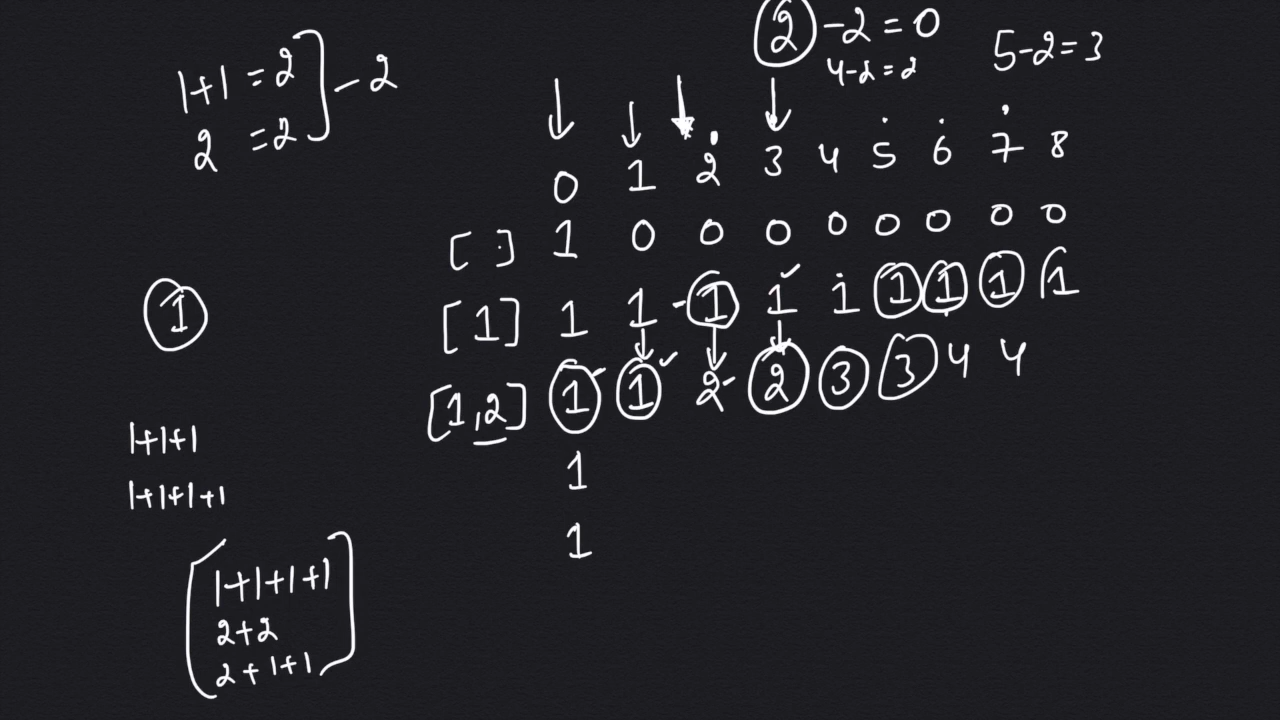 1+1 = 2 ] - 2
2 = 2
2 - 2 = 0
4-2=2
5-2=3
0 1 2 3 4 5 6 7 8
[ ] 1 0 0 0 0 0 0 0 0
[1] 1 1 1 1 1 1 1 1 1
[1,2] 1 1 2 2 3 3 4 4
1
1
1
1+1+1
1+1+1+1
1+1+1+1
2+2
2+1+1